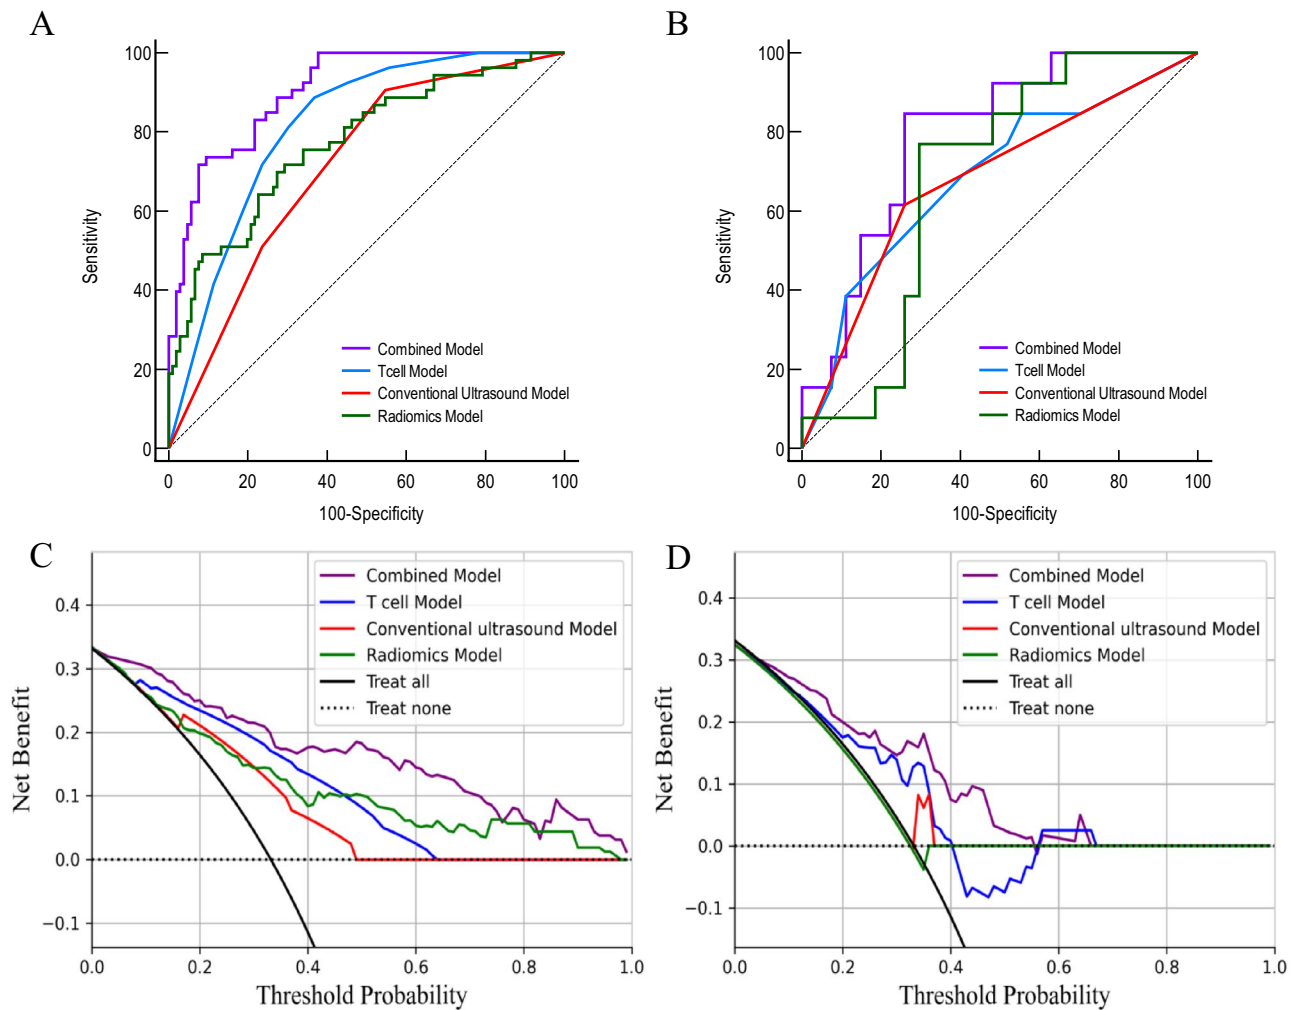 A
B
100
80
60
40
20
0
Sensitivity
Combined Model
Tcell Model
Conventional Ultrasound Model
Radiomics Model
0 20 40 60 80 100
100-Specificity
100
80
60
40
20
0
Sensitivity
Combined Model
Tcell Model
Conventional Ultrasound Model
Radiomics Model
0 20 40 60 80 100
100-Specificity
C
D
0.4
0.3
0.2
0.1
0.0
−0.1
Net Benefit
Combined Model
T cell Model
Conventional ultrasound Model
Radiomics Model
Treat all
Treat none
0.0 0.2 0.4 0.6 0.8 1.0
Threshold Probability
0.4
0.3
0.2
0.1
0.0
−0.1
Net Benefit
Combined Model
T cell Model
Conventional ultrasound Model
Radiomics Model
Treat all
Treat none
0.0 0.2 0.4 0.6 0.8 1.0
Threshold Probability